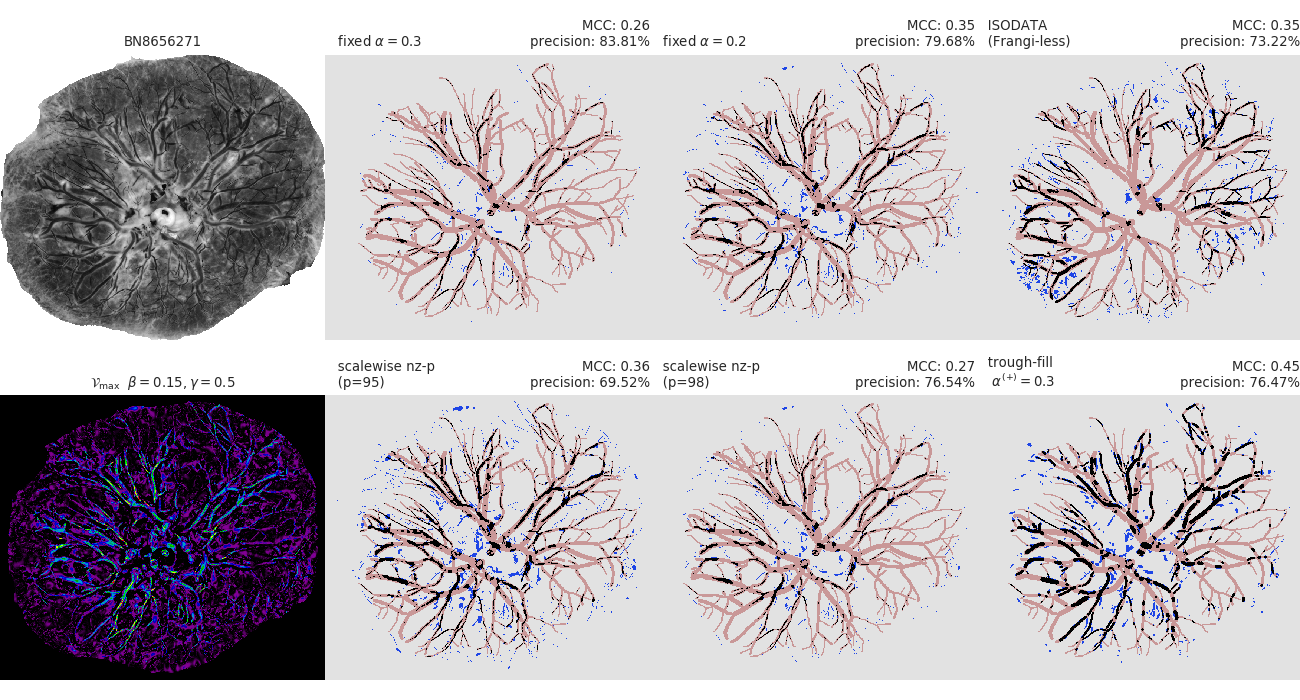 BN8656271
fixed α = 0.3
MCC: 0.26
precision: 83.81%
fixed α = 0.2
MCC: 0.35
precision: 79.68%
ISODATA
(Frangi-less)
MCC: 0.35
precision: 73.22%
𝒱max β = 0.15, γ = 0.5
scalewise nz-p
(p=95)
MCC: 0.36
precision: 69.52%
scalewise nz-p
(p=98)
MCC: 0.27
precision: 76.54%
trough-fill
α(+) = 0.3
MCC: 0.45
precision: 76.47%